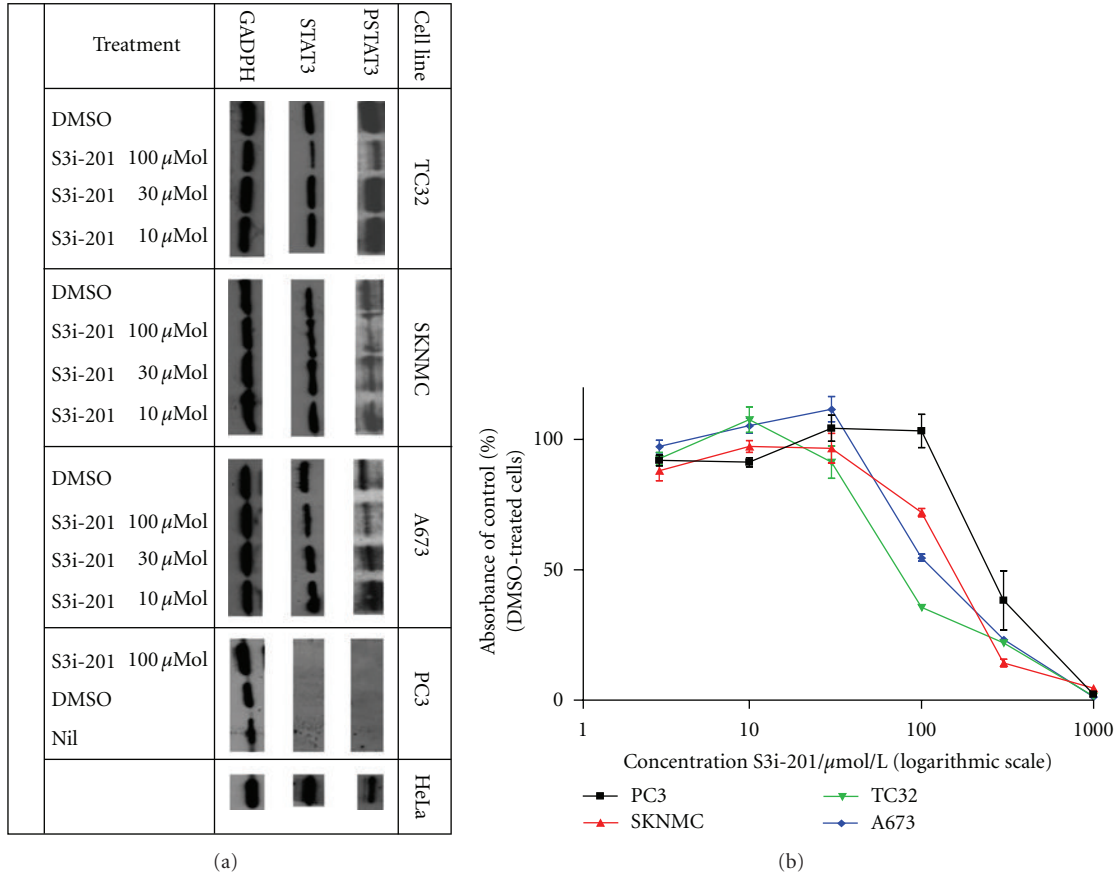 Treatment
GADPH
STAT3
PSTAT3
Cell line
DMSO
S3i-201 100 μMol
S3i-201 30 μMol
S3i-201 10 μMol
TC32
DMSO
S3i-201 100 μMol
S3i-201 30 μMol
S3i-201 10 μMol
SKNMC
DMSO
S3i-201 100 μMol
S3i-201 30 μMol
S3i-201 10 μMol
A673
S3i-201 100 μMol
DMSO
Nil
PC3
HeLa
(a)
Absorbance of control (%)
(DMSO-treated cells)
100
50
0
1 10 100 1000
Concentration S3i-201/μmol/L (logarithmic scale)
PC3
SKNMC
TC32
A673
(b)